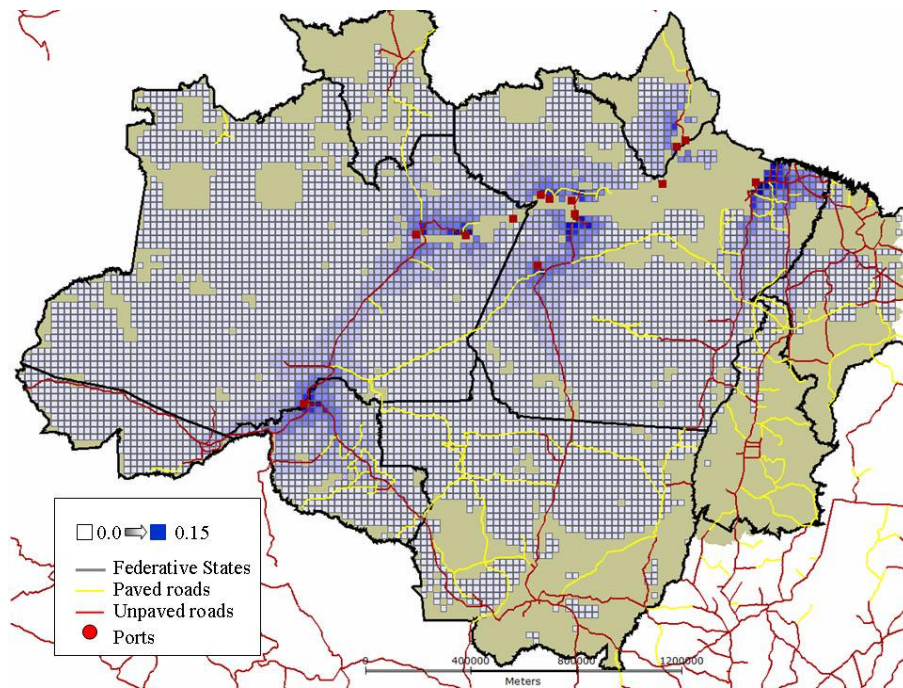 0.0 0.15
Federative States
Paved roads
Unpaved roads
Ports
0 400000 800000 1200000
Meters